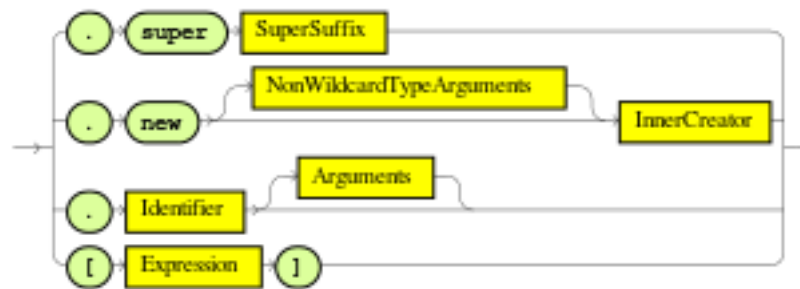 . super SuperSuffix
NonWildcardTypeArguments
. new InnerCreator
Arguments
. Identifier
[ Expression ]